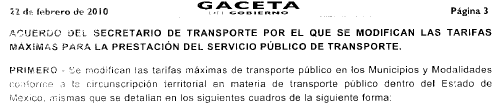 22 de febrero de 2010 GACETA DEL GOBIERNO Página 3
ACUERDO DEL SECRETARIO DE TRANSPORTE POR EL QUE SE MODIFICAN LAS TARIFAS
MÁXIMAS PARA LA PRESTACIÓN DEL SERVICIO PÚBLICO DE TRANSPORTE.
PRIMERO - Se modifican las tarifas máximas de transporte público en los Municipios y Modalidades
conforme a la circunscripción territorial en materia de transporte público dentro del Estado de
México, mismas que se detallan en los siguientes cuadros de la siguiente forma: